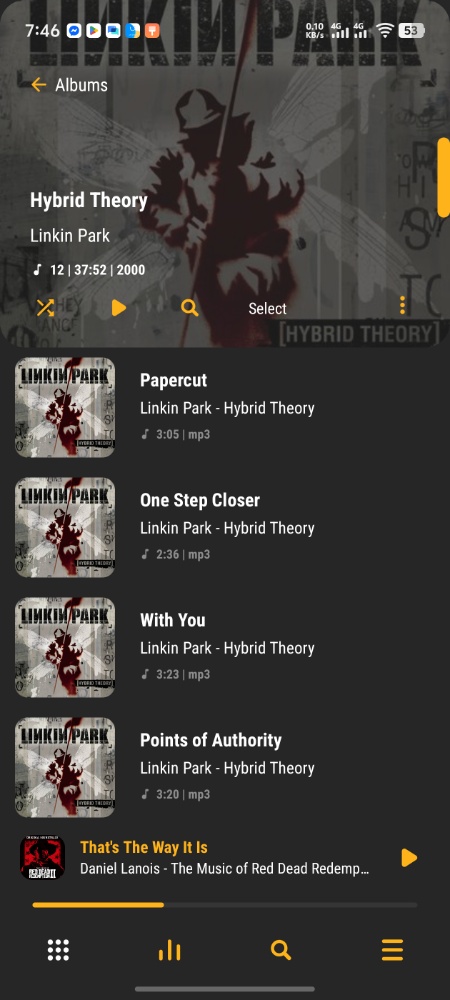 LINKIN PARK
7:46
0.10
KB/s
4G
4G
53
Albums
Hybrid Theory
Linkin Park
12 | 37:52 | 2000
Select
[HYBRID THEORY]
LINKIN PARK
[HYBRID THEORY]
Papercut
Linkin Park - Hybrid Theory
3:05 | mp3
LINKIN PARK
[HYBRID THEORY]
One Step Closer
Linkin Park - Hybrid Theory
2:36 | mp3
LINKIN PARK
[HYBRID THEORY]
With You
Linkin Park - Hybrid Theory
3:23 | mp3
LINKIN PARK
[HYBRID THEORY]
Points of Authority
Linkin Park - Hybrid Theory
3:20 | mp3
That's The Way It Is
Daniel Lanois - The Music of Red Dead Redemp...